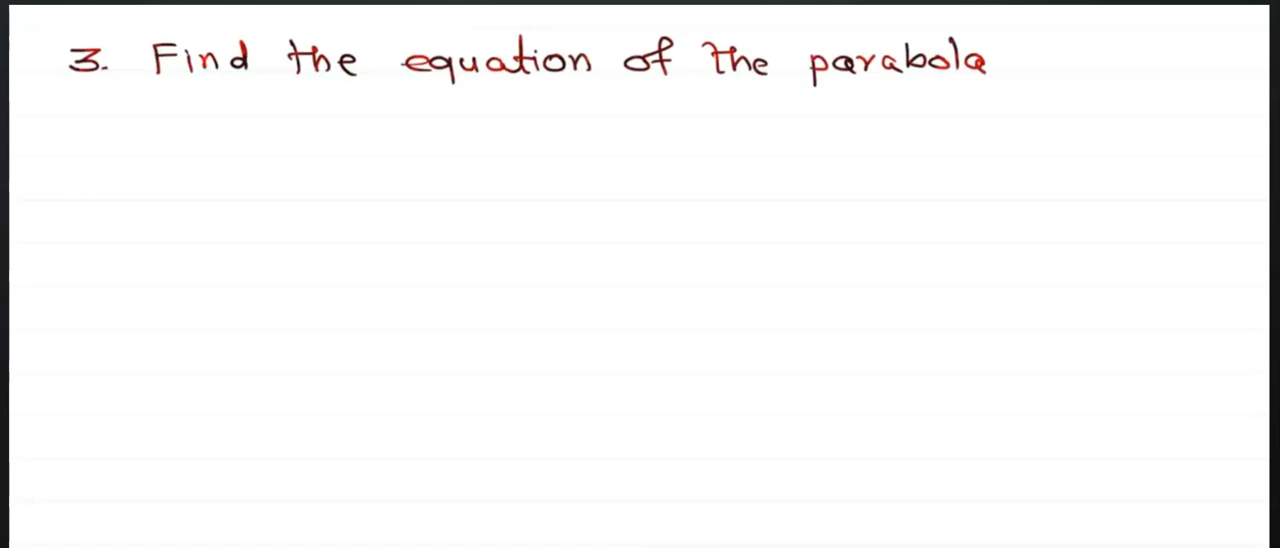 3. Find the equation of the parabola